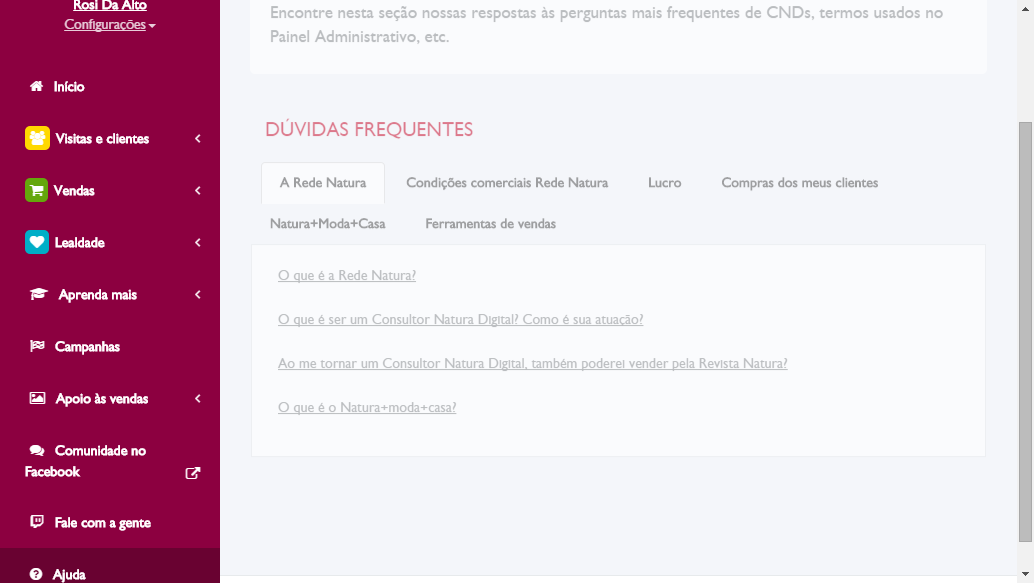 Rosi Da Alto
Configurações
Início
Visitas e clientes
Vendas
Lealdade
Aprenda mais
Campanhas
Apoio às vendas
Comunidade no
Facebook
Fale com a gente
Ajuda
Encontre nesta seção nossas respostas às perguntas mais frequentes de CNDs, termos usados no
Painel Administrativo, etc.
DÚVIDAS FREQUENTES
A Rede Natura Condições comerciais Rede Natura Lucro Compras dos meus clientes
Natura+Moda+Casa Ferramentas de vendas
O que é a Rede Natura?
O que é ser um Consultor Natura Digital? Como é sua atuação?
Ao me tornar um Consultor Natura Digital, também poderei vender pela Revista Natura?
O que é o Natura+moda+casa?